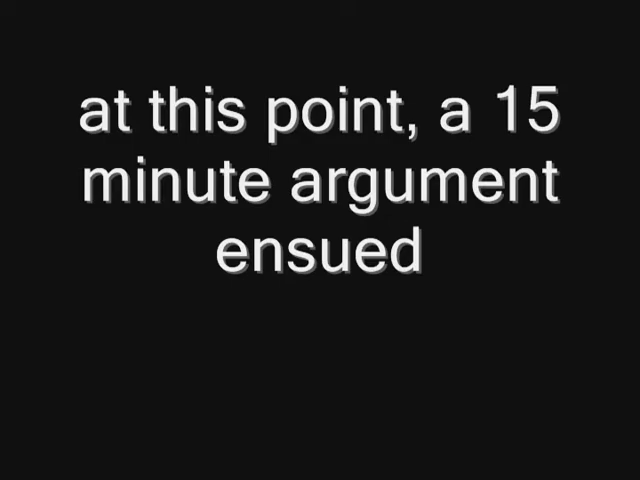 at this point, a 15
minute argument
ensued